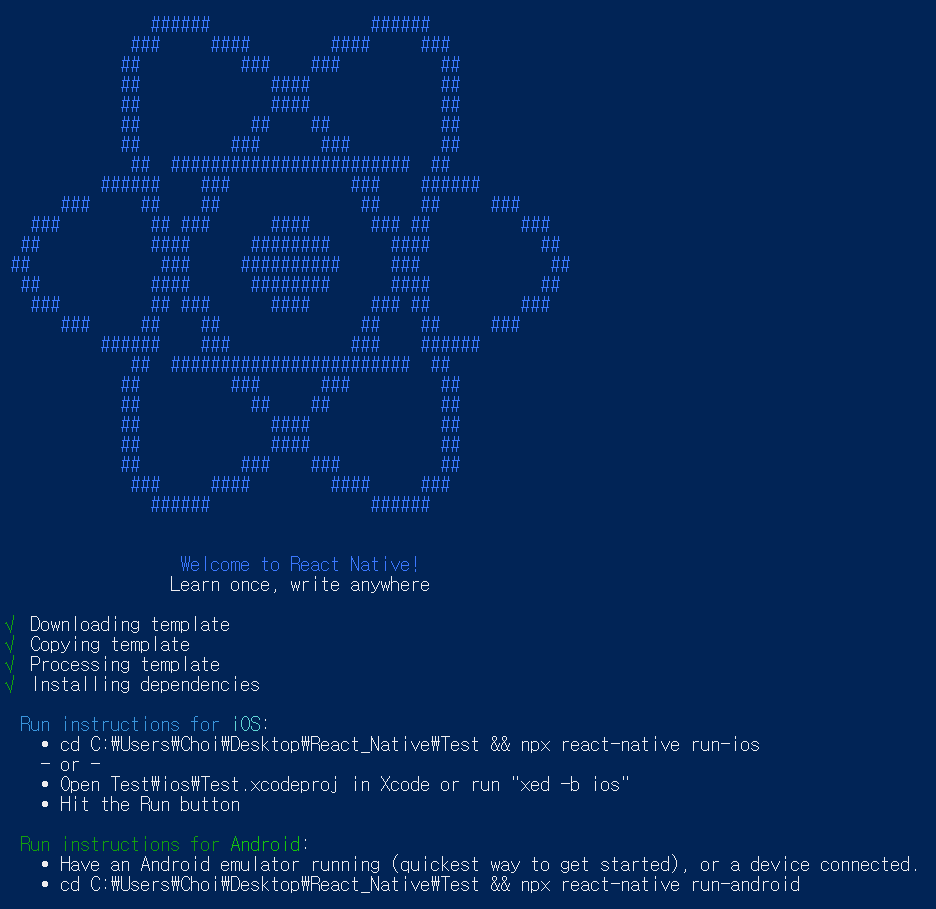 ######                ######
             ###     ####        ####     ###
            ##          ###    ###          ##
            ##             ####             ##
            ##             ####             ##
            ##           ##    ##           ##
            ##         ###      ###         ##
             ##  ########################  ##
          ######    ###            ###    ######
      ###     ##    ##              ##    ##     ###
   ###            ## ###      ####      ### ##         ###
  ##           ####      ########      ####           ##
 ##             ###     ##########     ###             ##
  ##           ####      ########      ####           ##
   ###            ## ###      ####      ### ##         ###
      ###     ##    ##              ##    ##     ###
          ######    ###            ###    ######
             ##  ########################  ##
            ##         ###      ###         ##
            ##           ##    ##           ##
            ##             ####             ##
            ##             ####             ##
            ##          ###    ###          ##
             ###     ####        ####     ###
               ######                ######
Welcome to React Native!
Learn once, write anywhere
√ Downloading template
√ Copying template
√ Processing template
√ Installing dependencies
Run instructions for iOS:
• cd C:₩Users₩Choi₩Desktop₩React_Native₩Test && npx react-native run-ios
- or -
• Open Test₩ios₩Test.xcodeproj in Xcode or run "xed -b ios"
• Hit the Run button
Run instructions for Android:
• Have an Android emulator running (quickest way to get started), or a device connected.
• cd C:₩Users₩Choi₩Desktop₩React_Native₩Test && npx react-native run-android